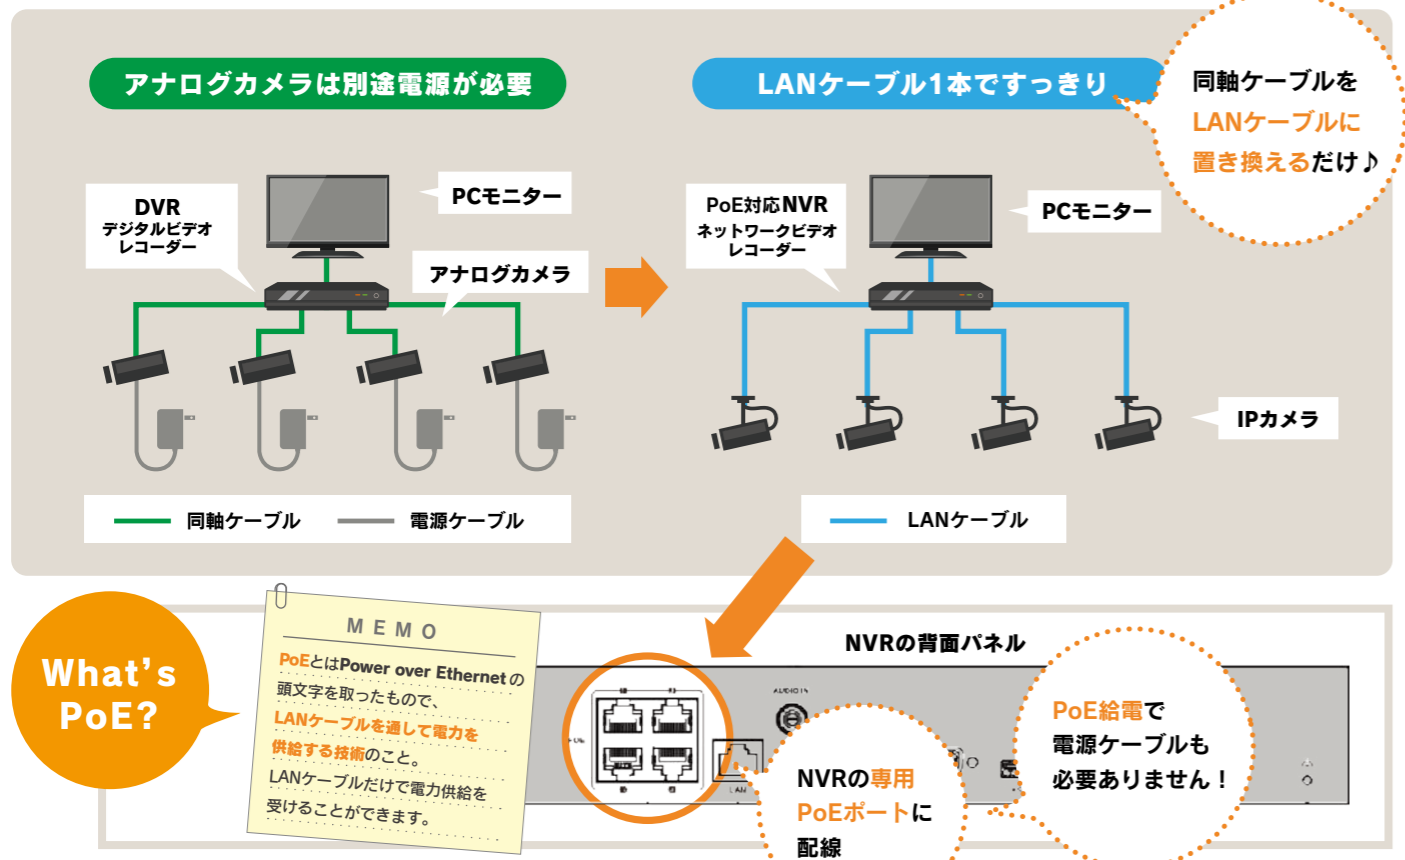 アナログカメラは別途電源が必要
LANケーブル1本ですっきり
同軸ケーブルを
LANケーブルに
置き換えるだけ♪
DVR
デジタルビデオ
レコーダー
PCモニター
アナログカメラ
PoE対応NVR
ネットワークビデオ
レコーダー
PCモニター
IPカメラ
同軸ケーブル
電源ケーブル
LANケーブル
What's
PoE?
MEMO
PoEとはPower over Ethernetの
頭文字を取ったもので、
LANケーブルを通して電力を
供給する技術のこと。
LANケーブルだけで電力供給を
受けることができます。
NVRの背面パネル
AUDIO IN
LAN
NVRの専用
PoEポートに
配線
PoE給電で
電源ケーブルも
必要ありません！